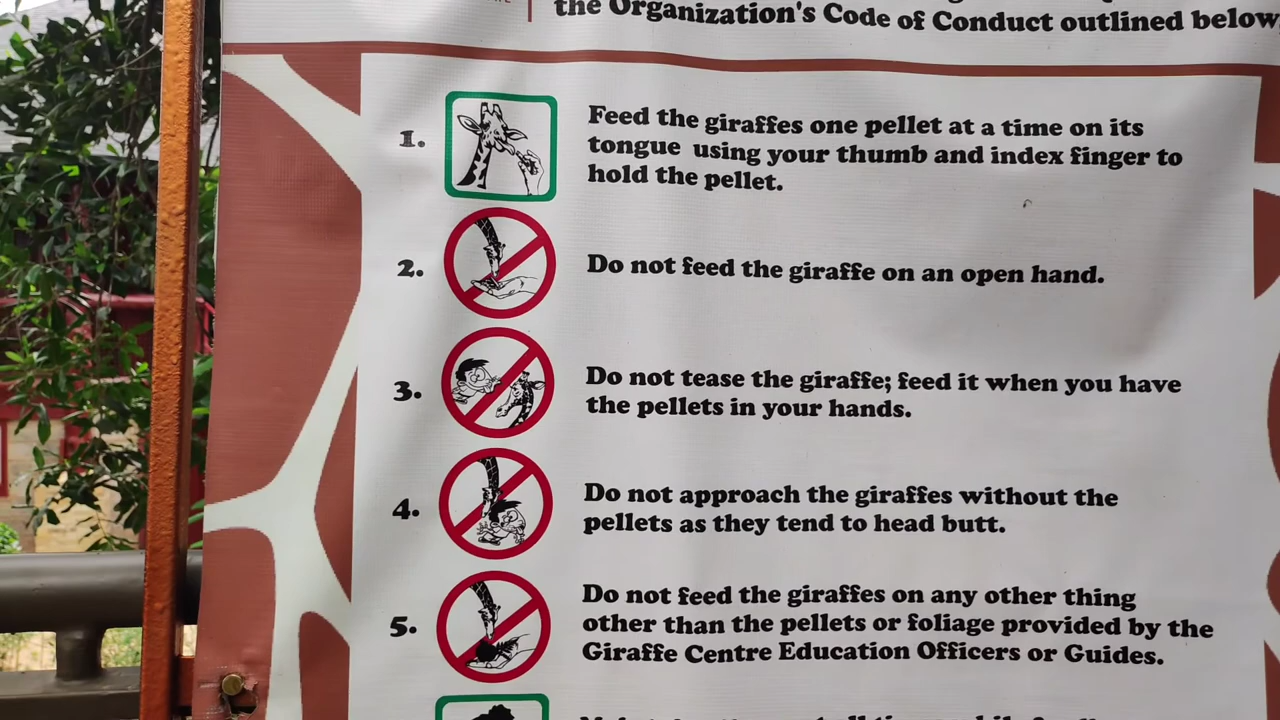 the Organization's Code of Conduct outlined below
1.
Feed the giraffes one pellet at a time on its
tongue using your thumb and index finger to
hold the pellet.
2.
Do not feed the giraffe on an open hand.
3.
Do not tease the giraffe; feed it when you have
the pellets in your hands.
4.
Do not approach the giraffes without the
pellets as they tend to head butt.
5.
Do not feed the giraffes on any other thing
other than the pellets or foliage provided by the
Giraffe Centre Education Officers or Guides.